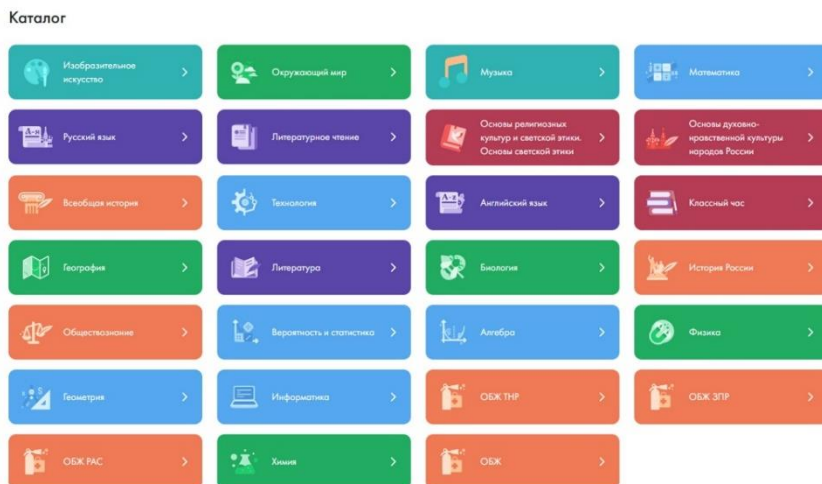 Каталог
Изобразительное
искусство
Окружающий мир
Музыка
Математика
Русский язык
Литературное чтение
Основы религиозных
культур и светской этики.
Основы светской этики
Основы духовно-
нравственной культуры
народов России
Всеобщая история
Технология
Английский язык
Классный час
География
Литература
Биология
История России
Обществознание
Вероятность и статистика
Алгебра
Физика
Геометрия
Информатика
ОБЖ ТНР
ОБЖ ЗПР
ОБЖ РАС
Химия
ОБЖ